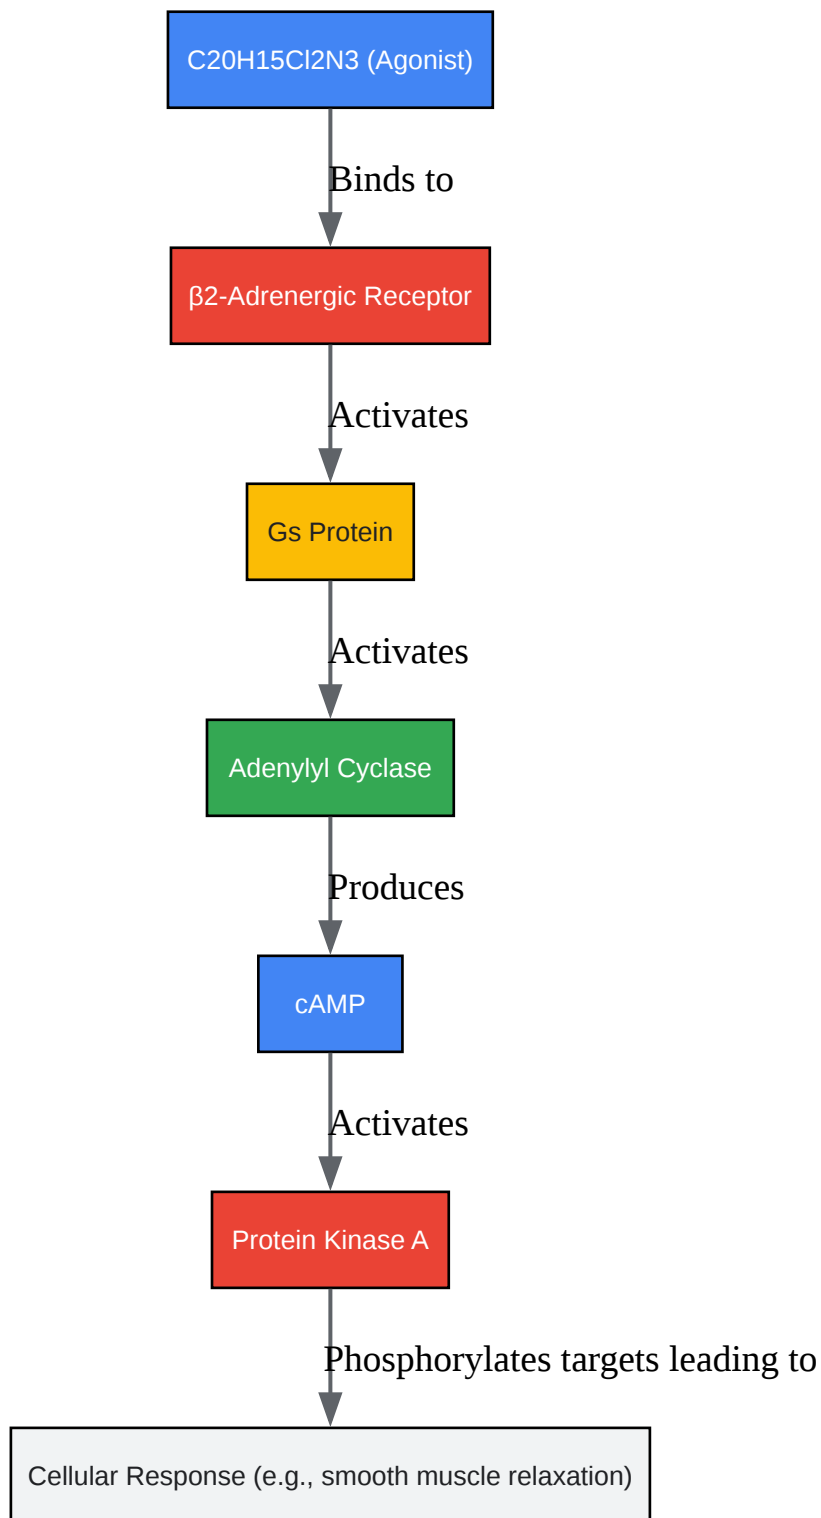 C20H15Cl2N3 (Agonist)
Binds to
β2-Adrenergic Receptor
Activates
Gs Protein
Activates
Adenylyl Cyclase
Produces
cAMP
Activates
Protein Kinase A
Phosphorylates targets leading to
Cellular Response (e.g., smooth muscle relaxation)